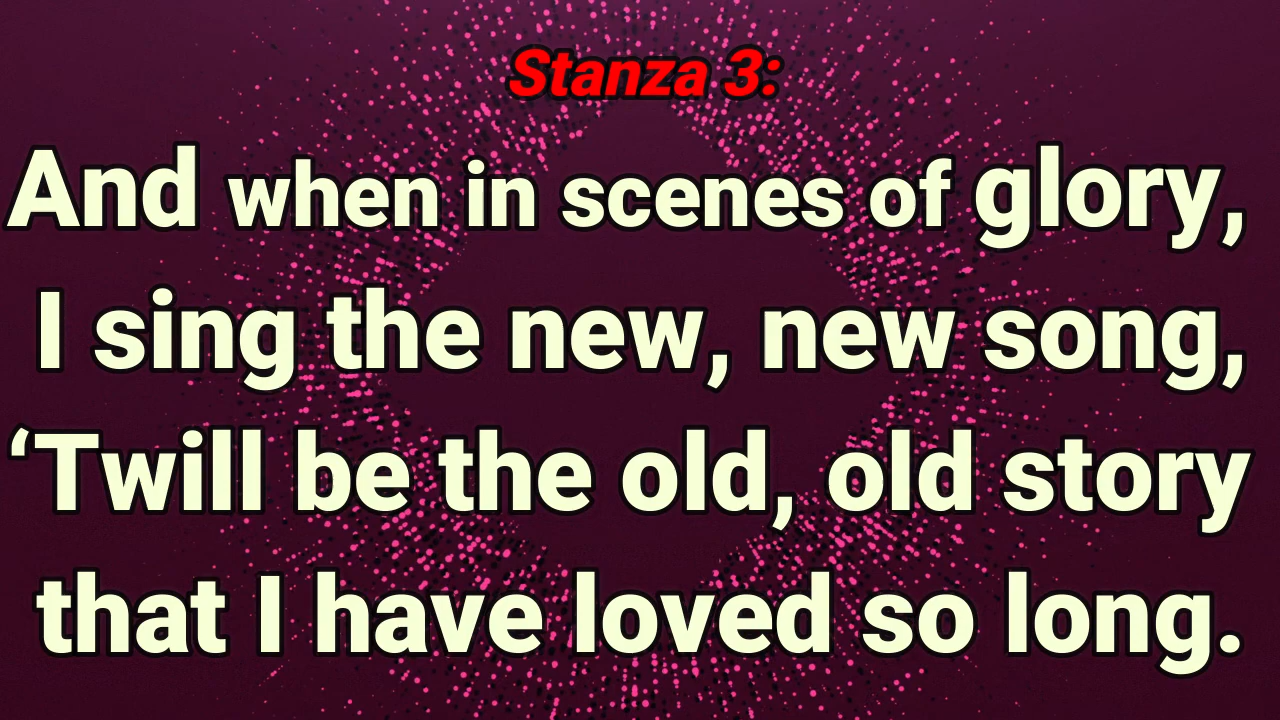 Stanza 3:
And when in scenes of glory,
I sing the new, new song,
‘Twill be the old, old story
that I have loved so long.